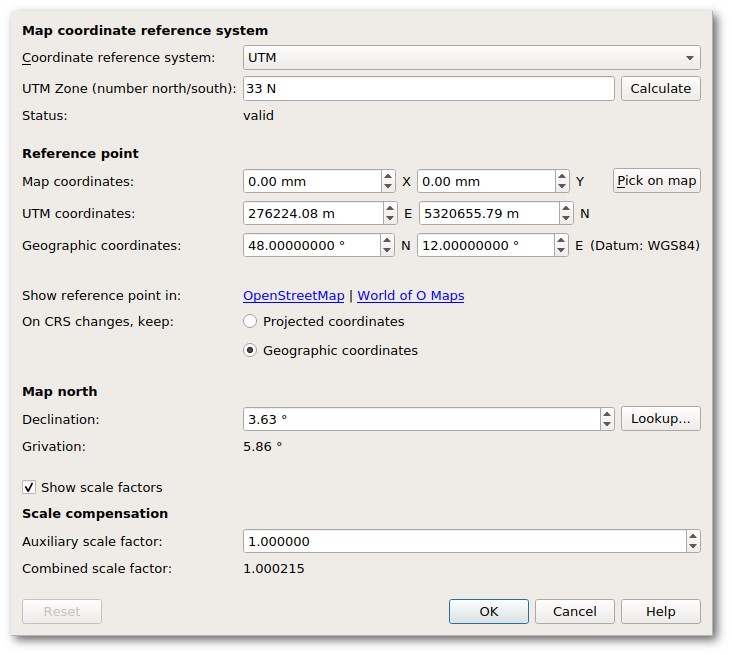 Map coordinate reference system
Coordinate reference system: UTM
UTM Zone (number north/south): 33 N Calculate
Status: valid
Reference point
Map coordinates: 0.00 mm X 0.00 mm Y Pick on map
UTM coordinates: 276224.08 m E 5320655.79 m N
Geographic coordinates: 48.00000000 ° N 12.00000000 ° E (Datum: WGS84)
Show reference point in: OpenStreetMap | World of O Maps
On CRS changes, keep: Projected coordinates
Geographic coordinates
Map north
Declination: 3.63 ° Lookup...
Grivation: 5.86 °
Show scale factors
Scale compensation
Auxiliary scale factor: 1.000000
Combined scale factor: 1.000215
Reset OK Cancel Help